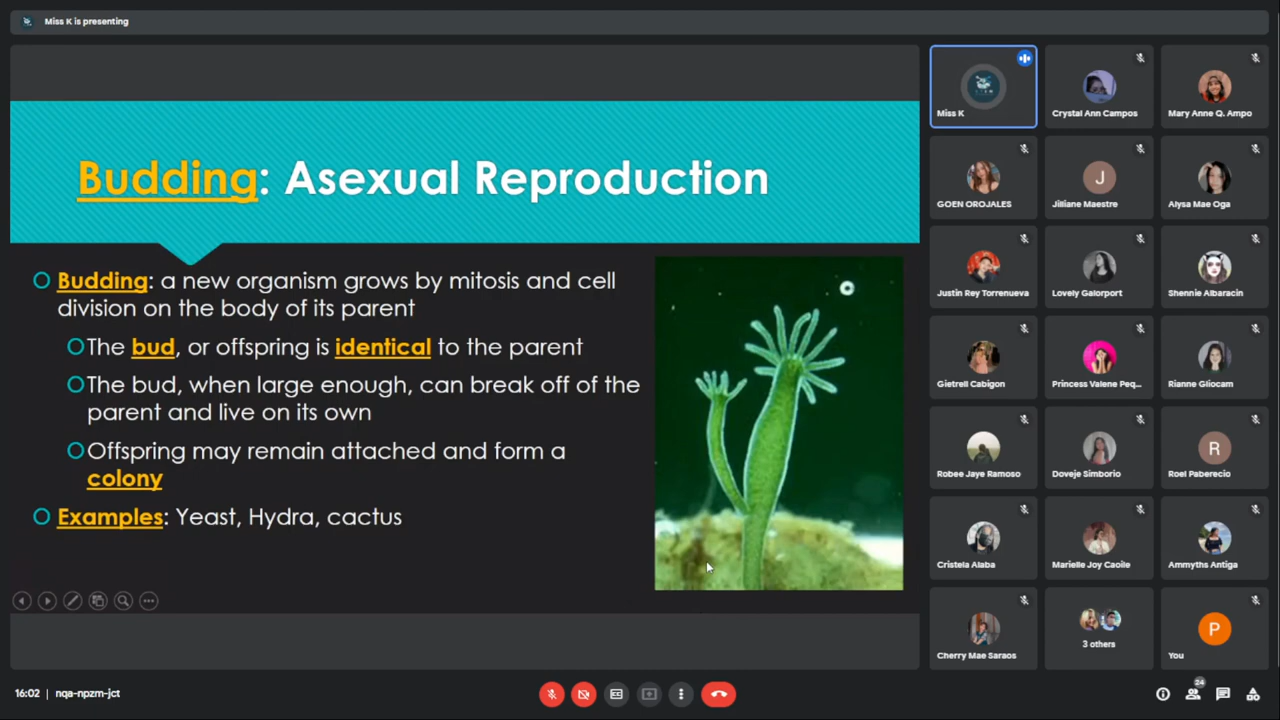 Miss K is presenting
Budding: Asexual Reproduction
Budding: a new organism grows by mitosis and cell
division on the body of its parent
The bud, or offspring is identical to the parent
The bud, when large enough, can break off of the
parent and live on its own
Offspring may remain attached and form a
colony
Examples: Yeast, Hydra, cactus
Miss K
Crystal Ann Campos
Mary Anne Q. Ampo
GOEN OROJALES
J
Jilliane Maestre
Alysa Mae Oga
Justin Rey Torrenueva
Lovely Galorport
Shennie Albaracin
Gietrell Cabigon
Princess Valene Peq...
Rianne Gliocam
Robee Jaye Ramoso
Doveje Simborio
R
Roel Paberecio
Cristela Alaba
Marielle Joy Caoile
Ammyths Antiga
Cherry Mae Saraos
3 others
P
You
16:02 | nqa-npzm-jct
24